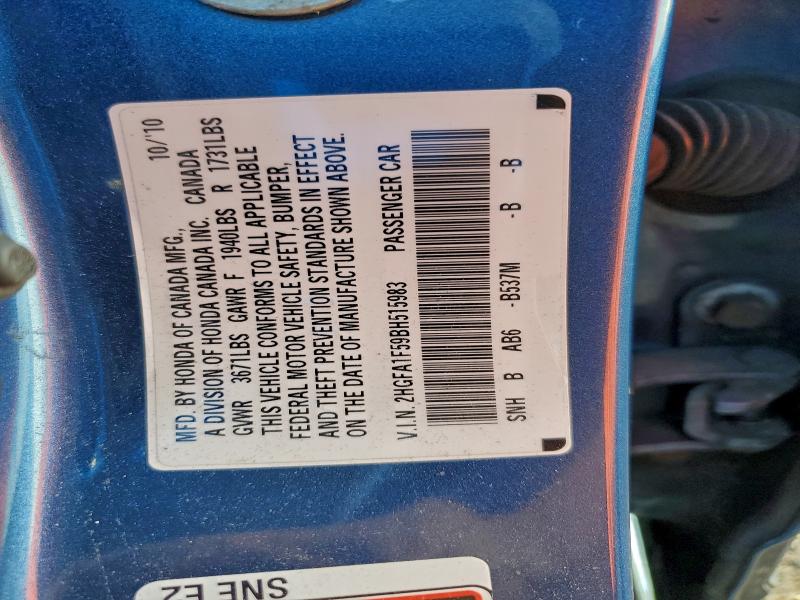 MFD. BY HONDA OF CANADA MFG., 10/'10
A DIVISION OF HONDA CANADA INC. CANADA
GVWR 3671LBS GAWR F 1940LBS R 1731LBS
THIS VEHICLE CONFORMS TO ALL APPLICABLE
FEDERAL MOTOR VEHICLE SAFETY, BUMPER,
AND THEFT PREVENTION STANDARDS IN EFFECT
ON THE DATE OF MANUFACTURE SHOWN ABOVE.
V.I.N. 2HGFA1F59BH515983 PASSENGER CAR
SNH B AB6 -B537M -B -B
SNE EZ